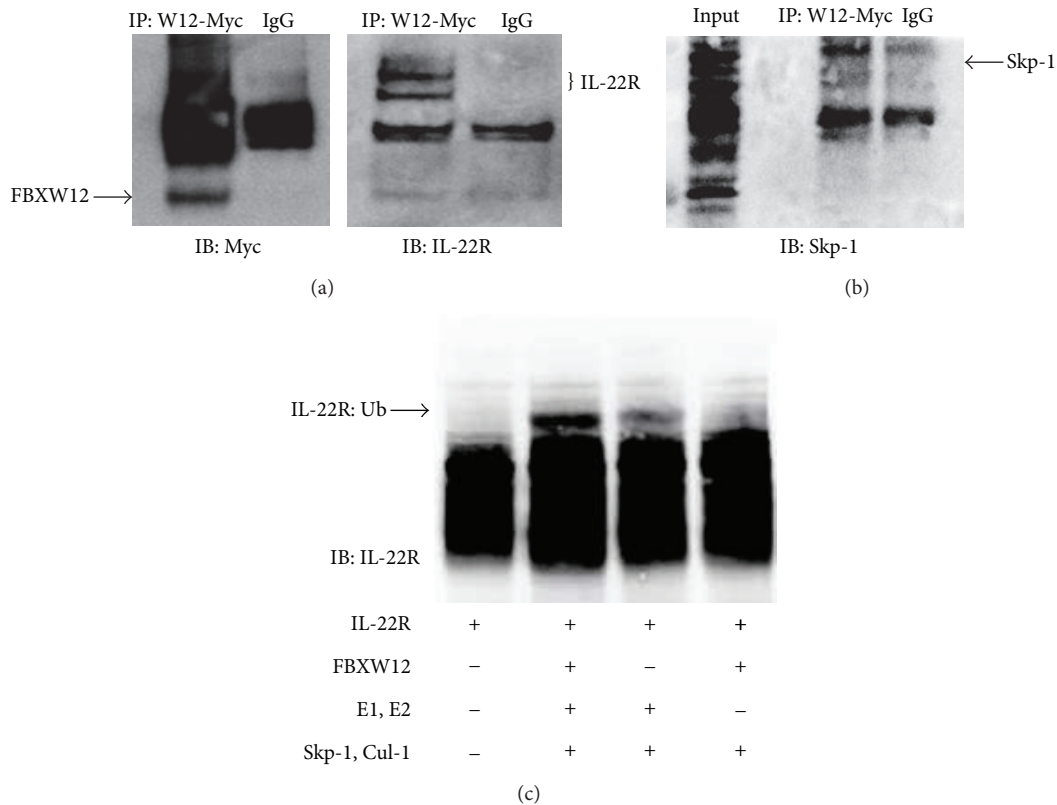 IP: W12-Myc IgG
IP: W12-Myc IgG
} IL-22R
FBXW12
IB: Myc
IB: IL-22R
(a)
Input IP: W12-Myc IgG
Skp-1
IB: Skp-1
(b)
IL-22R: Ub
IB: IL-22R
IL-22R + + + +
FBXW12 – + – +
E1, E2 – + + –
Skp-1, Cul-1 – + + +
(c)